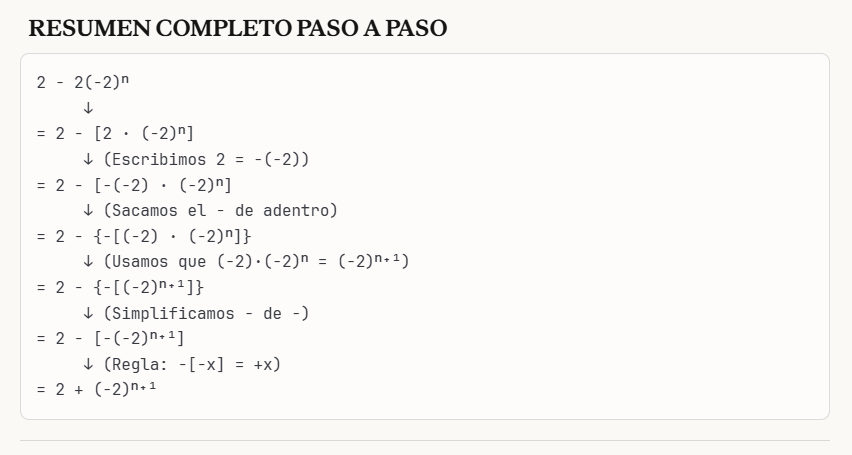 RESUMEN COMPLETO PASO A PASO
2 - 2(-2)ⁿ
↓
= 2 - [2 · (-2)ⁿ]
↓ (Escribimos 2 = -(-2))
= 2 - [-(-2) · (-2)ⁿ]
↓ (Sacamos el - de adentro)
= 2 - {-[(-2) · (-2)ⁿ]}
↓ (Usamos que (-2)·(-2)ⁿ = (-2)ⁿ⁺¹)
= 2 - {-[(-2)ⁿ⁺¹]}
↓ (Simplificamos - de -)
= 2 - [-(-2)ⁿ⁺¹]
↓ (Regla: -[-x] = +x)
= 2 + (-2)ⁿ⁺¹